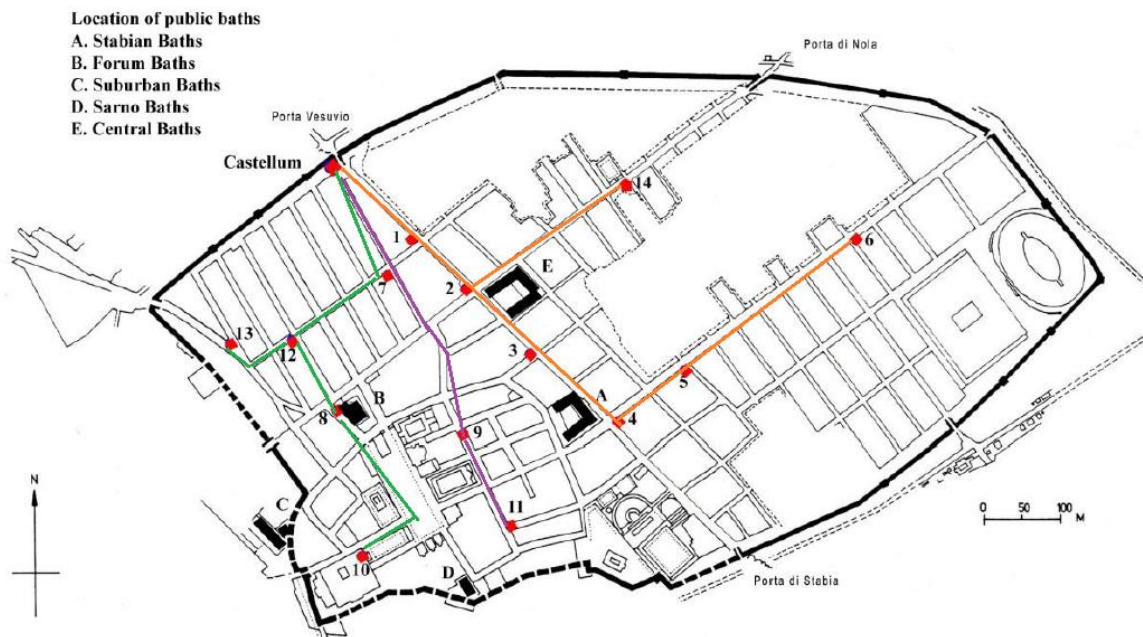 Location of public baths
A. Stabian Baths
B. Forum Baths
C. Suburban Baths
D. Sarno Baths
E. Central Baths
Porta di Nola
Porta Vesuvio
Castellum
14
1
6
E
7
2
13
12
3
B
A
5
8
4
9
N
C
11
0 50 100
M
10
D
Porta di Stabia